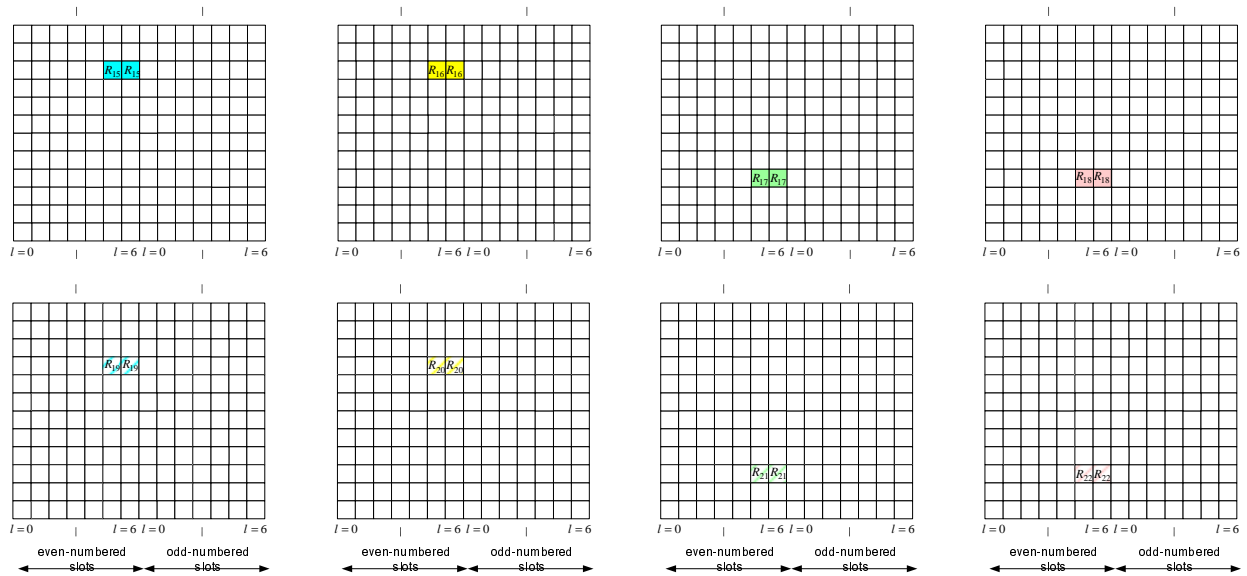 R15 R15 R16 R16 R17 R17 R18 R18
l = 0 l = 6 l = 0 l = 6 l = 0 l = 6 l = 0 l = 6 l = 0 l = 6 l = 0 l = 6 l = 0 l = 6 l = 0 l = 6
R19 R19 R20 R20 R21 R21 R22 R22
l = 0 l = 6 l = 0 l = 6 l = 0 l = 6 l = 0 l = 6 l = 0 l = 6 l = 0 l = 6 l = 0 l = 6 l = 0 l = 6
even-numbered odd-numbered even-numbered odd-numbered even-numbered odd-numbered even-numbered odd-numbered
slots slots slots slots slots slots slots slots